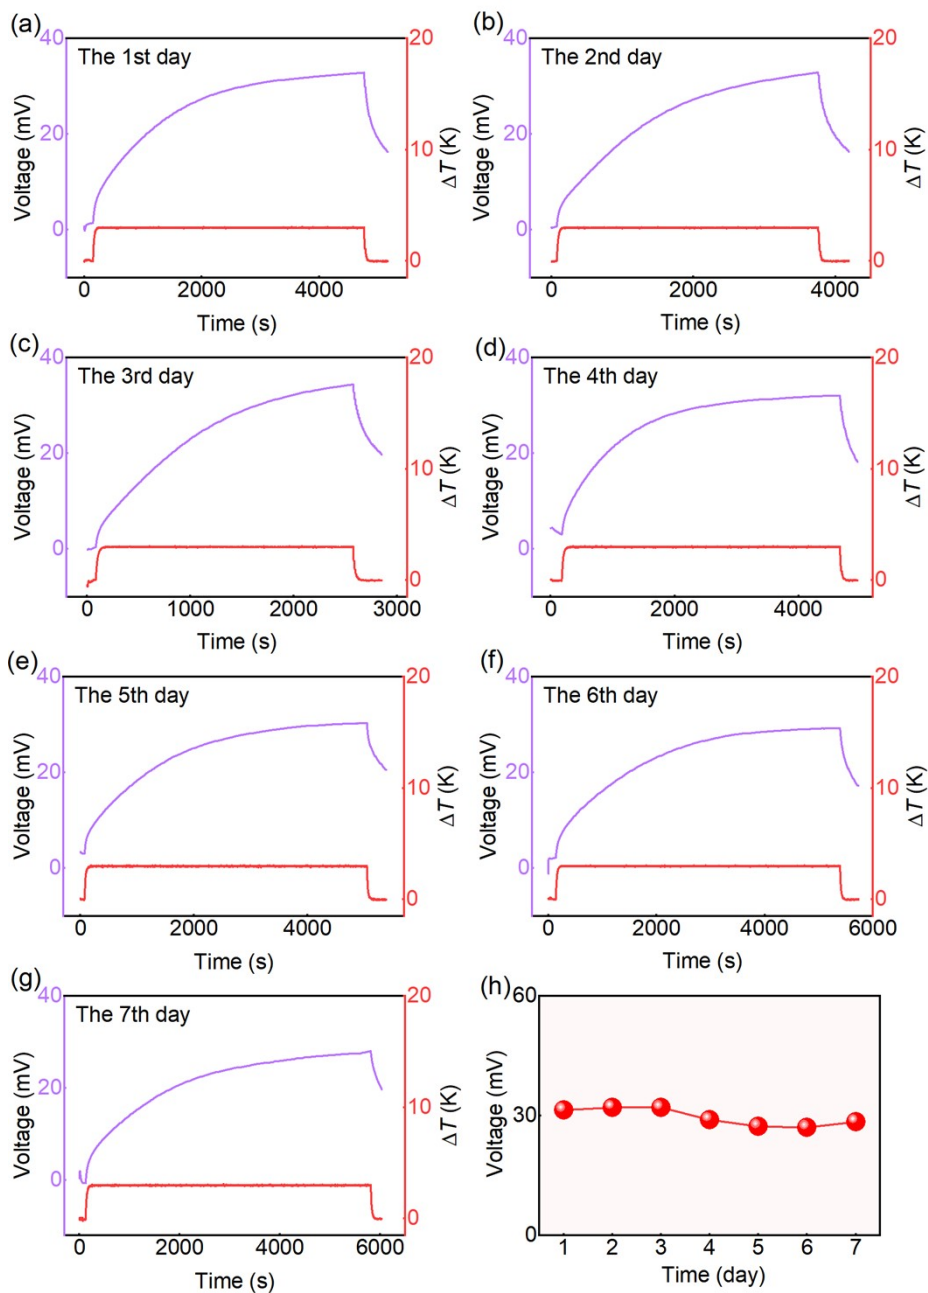 (a)
40
20
0
Voltage (mV)
The 1st day
20
10
0
ΔT (K)
0 2000 4000
Time (s)
(b)
40
20
0
Voltage (mV)
The 2nd day
20
10
0
ΔT (K)
0 2000 4000
Time (s)
(c)
40
20
0
Voltage (mV)
The 3rd day
20
10
0
ΔT (K)
0 1000 2000 3000
Time (s)
(d)
40
20
0
Voltage (mV)
The 4th day
20
10
0
ΔT (K)
0 2000 4000
Time (s)
(e)
40
20
0
Voltage (mV)
The 5th day
20
10
0
ΔT (K)
0 2000 4000
Time (s)
(f)
40
20
0
Voltage (mV)
The 6th day
20
10
0
ΔT (K)
0 2000 4000 6000
Time (s)
(g)
40
20
0
Voltage (mV)
The 7th day
20
10
0
ΔT (K)
0 2000 4000 6000
Time (s)
(h)
60
30
0
Voltage (mV)
1 2 3 4 5 6 7
Time (day)